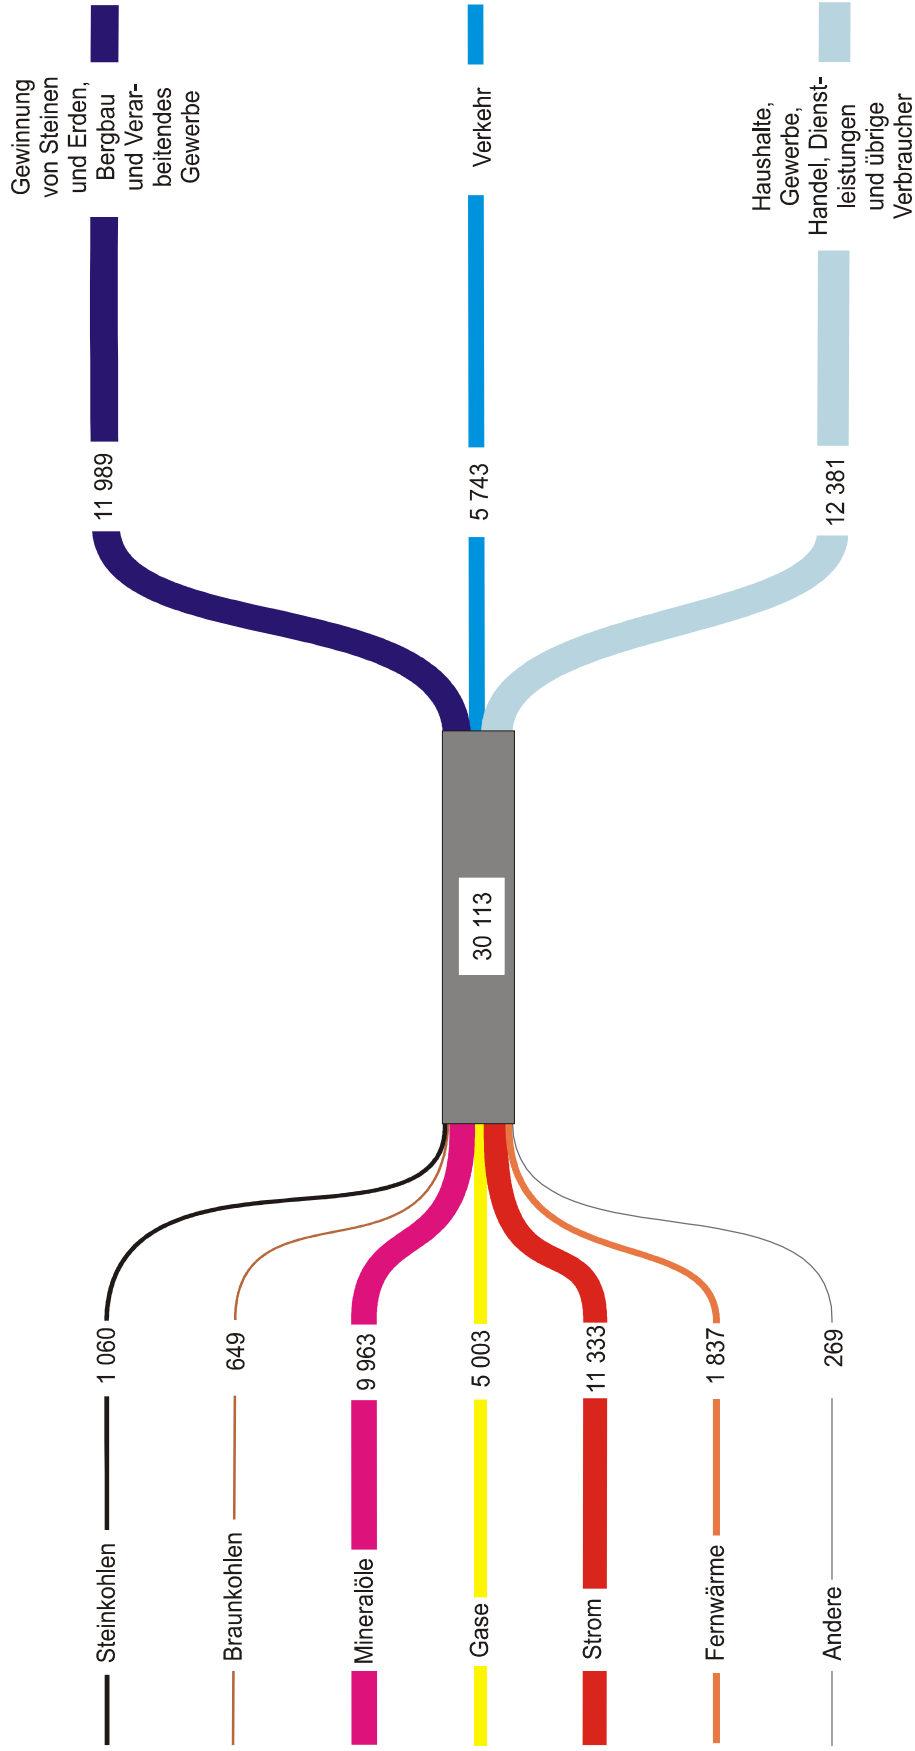 Steinkohlen
1 060
Braunkohlen
649
Mineralöle
9 963
Gase
5 003
Strom
11 333
Fernwärme
1 837
Andere
269
30 113
11 989
Gewinnung
von Steinen
und Erden,
Bergbau
und Verar-
beitendes
Gewerbe
5 743
Verkehr
12 381
Haushalte,
Gewerbe,
Handel, Dienst-
leistungen
und übrige
Verbraucher